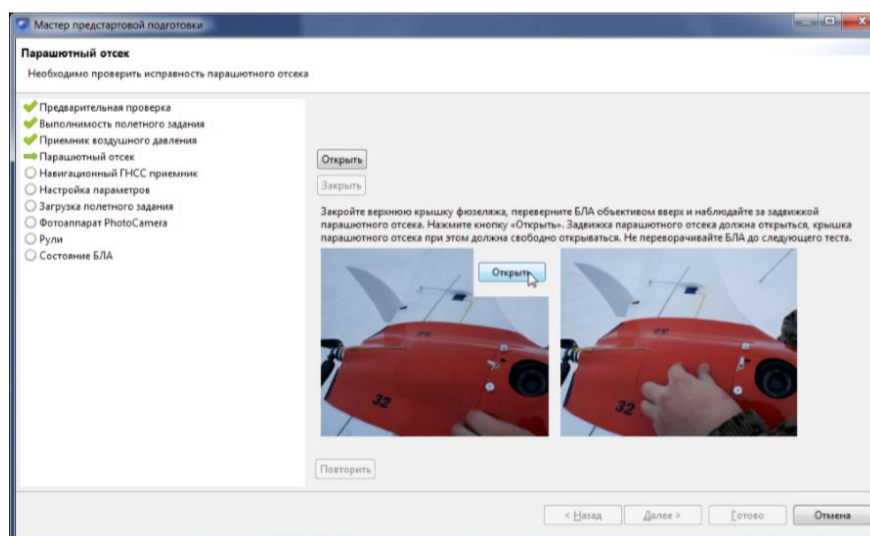 Мастер предстартовой подготовки
Парашютный отсек
Необходимо проверить исправность парашютного отсека
Предварительная проверка
Выполнимость полетного задания
Приемник воздушного давления
Парашютный отсек
Навигационный ГНСС приемник
Настройка параметров
Загрузка полетного задания
Фотоаппарат PhotoCamera
Рули
Состояние БЛА
Открыть
Закрыть
Закройте верхнюю крышку фюзеляжа, переверните БЛА объективом вверх и наблюдайте за задвижкой
парашютного отсека. Нажмите кнопку «Открыть». Задвижка парашютного отсека должна открыться, крышка
парашютного отсека при этом должна свободно открываться. Не переворачивайте БЛА до следующего теста.
Открыть
32
32
Повторить
< Назад
Далее >
Готово
Отмена